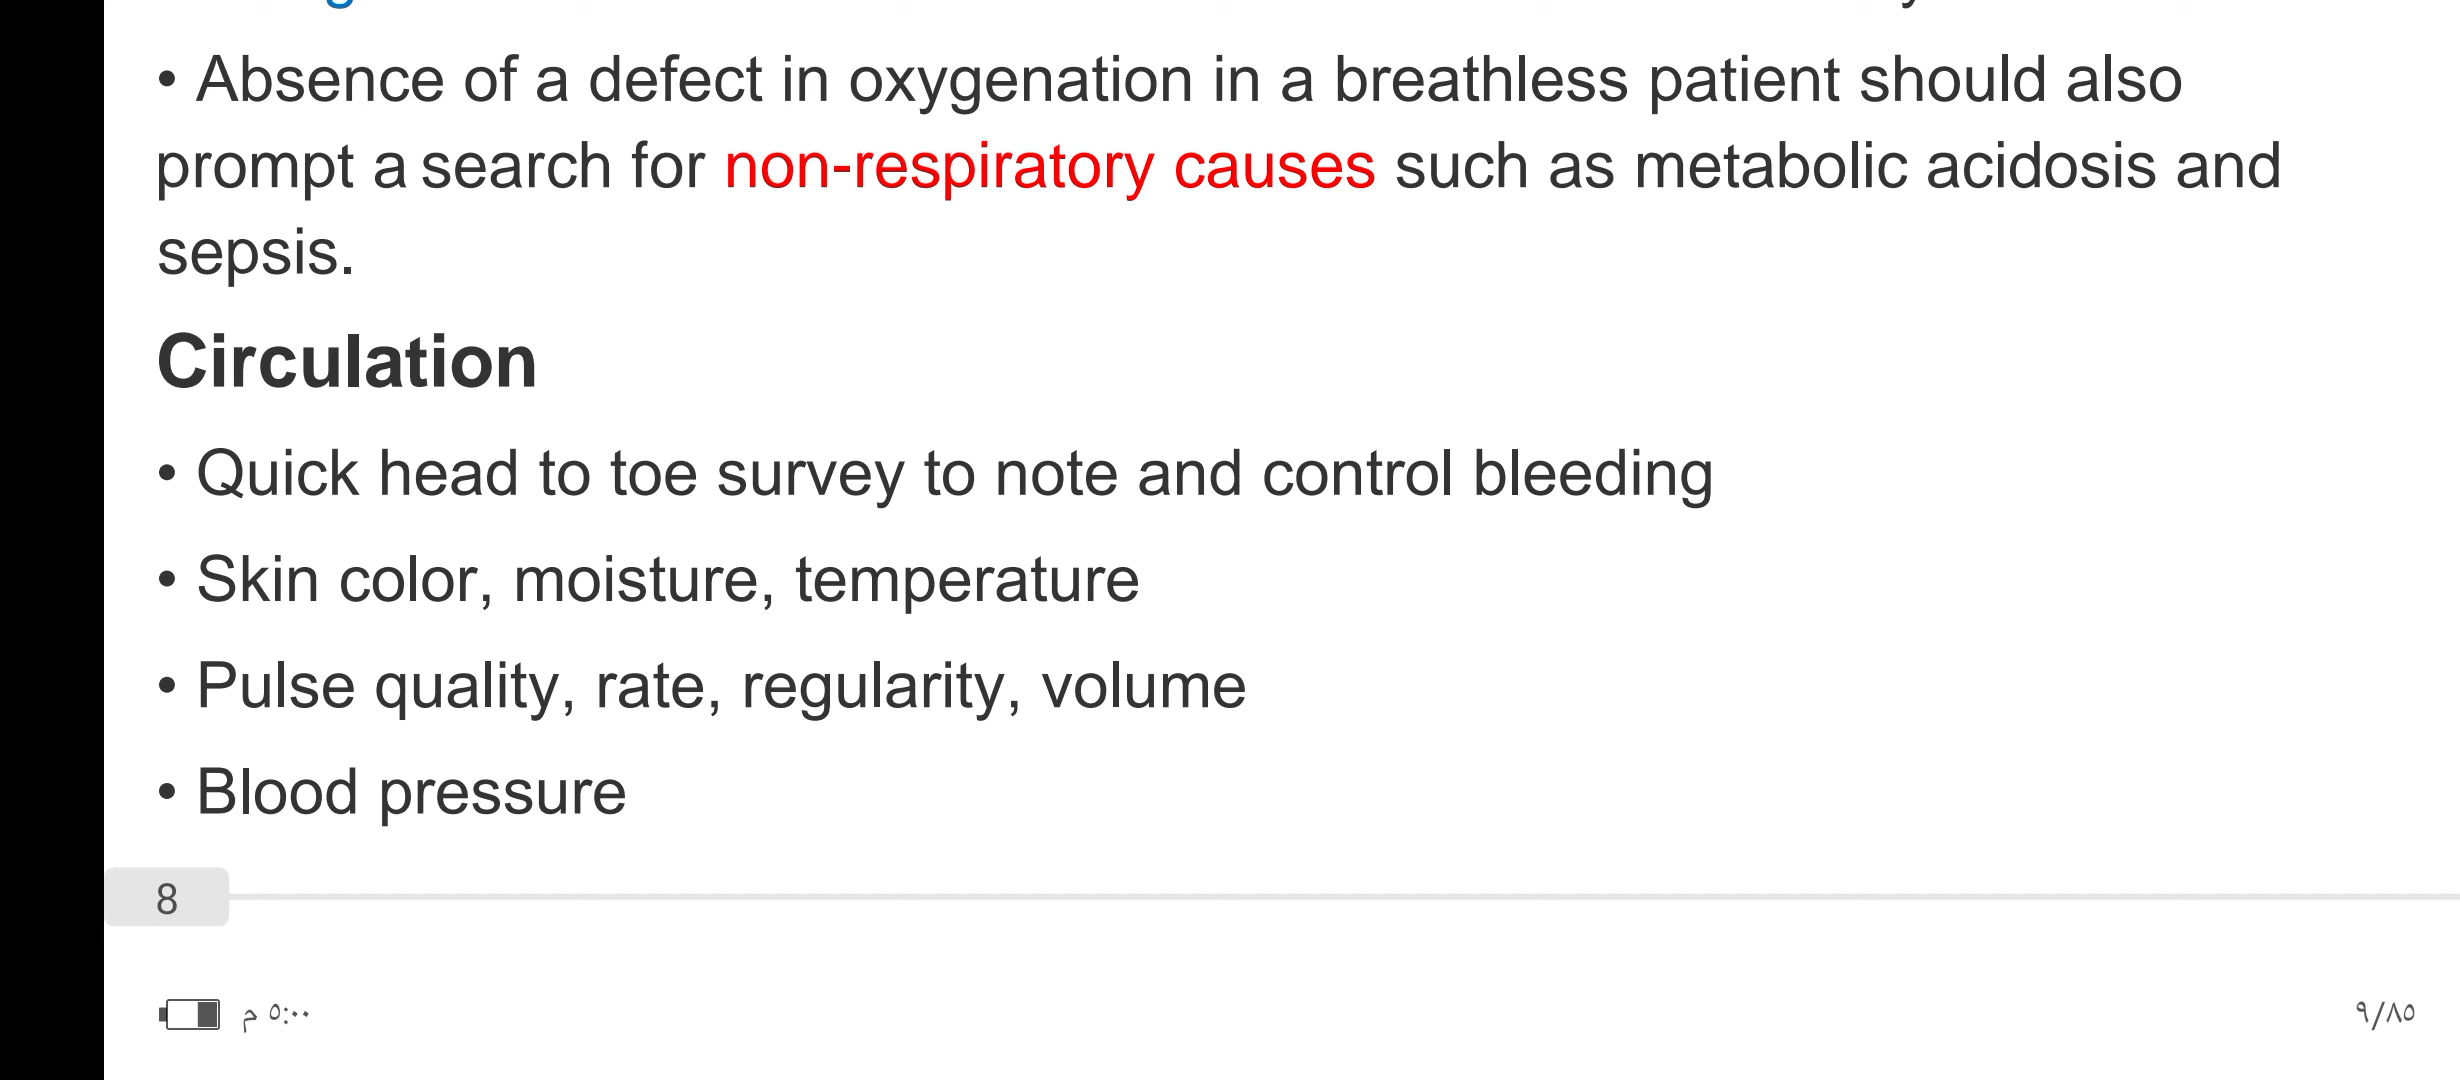 • Absence of a defect in oxygenation in a breathless patient should also
prompt a search for non-respiratory causes such as metabolic acidosis and
sepsis.
Circulation
• Quick head to toe survey to note and control bleeding
• Skin color, moisture, temperature
• Pulse quality, rate, regularity, volume
• Blood pressure
8
٥:٠٠ م
٩/٨٥